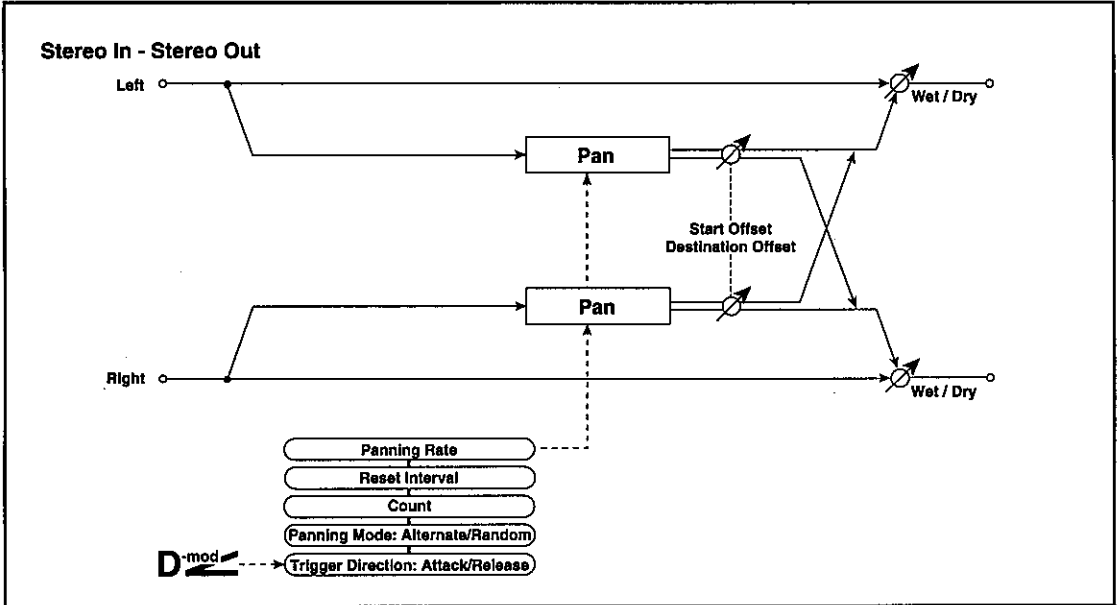 Stereo In - Stereo Out
Left
Wet / Dry
Pan
Start Offset
Destination Offset
Pan
Right
Wet / Dry
Panning Rate
Reset Interval
Count
Panning Mode: Alternate/Random
D-mod
Trigger Direction: Attack/Release